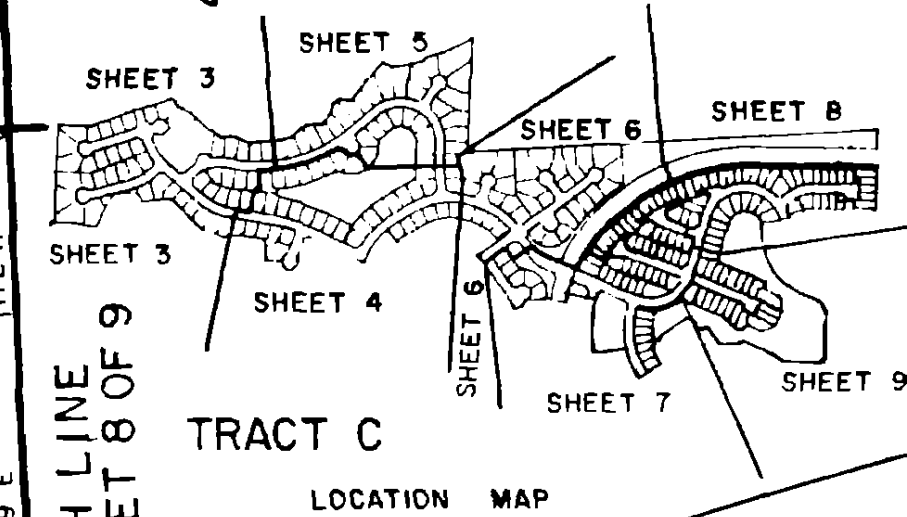 SHEET 5
SHEET 3
SHEET 8
SHEET 6
SHEET 3
SHEET 4
SHEET 6
SHEET 9
SHEET 7
TRACT C
LOCATION MAP
H LINE
ET 8 OF 9